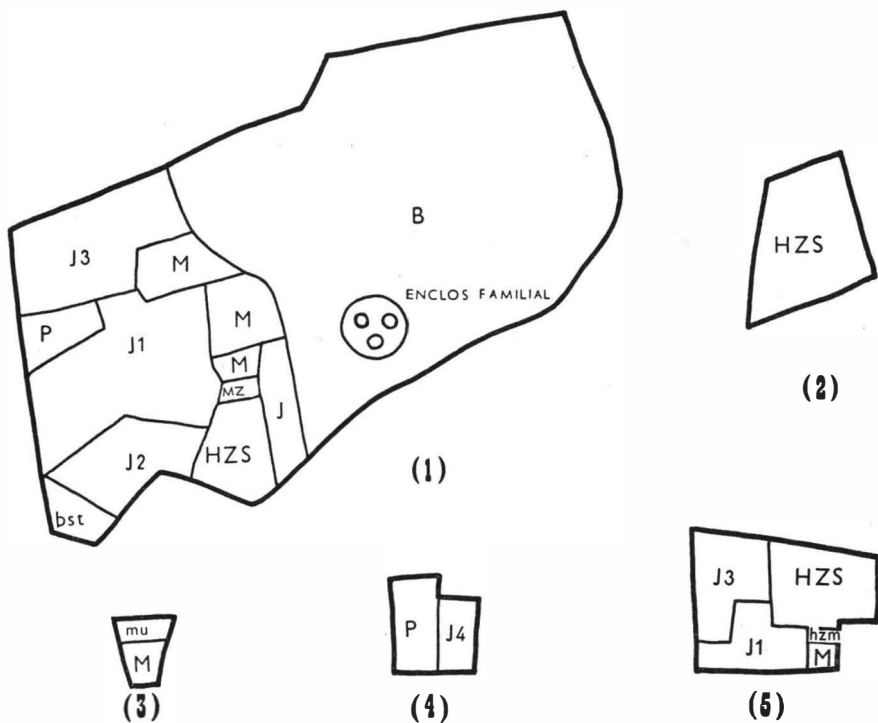 B
J3
M
ENCLOS FAMILIAL
P
J1
M
M
MZ
J
J2
HZS
bst
(1)
HZS
(2)
mu
M
(3)
P
J4
(4)
J3
HZS
J1
hzm
M
(5)